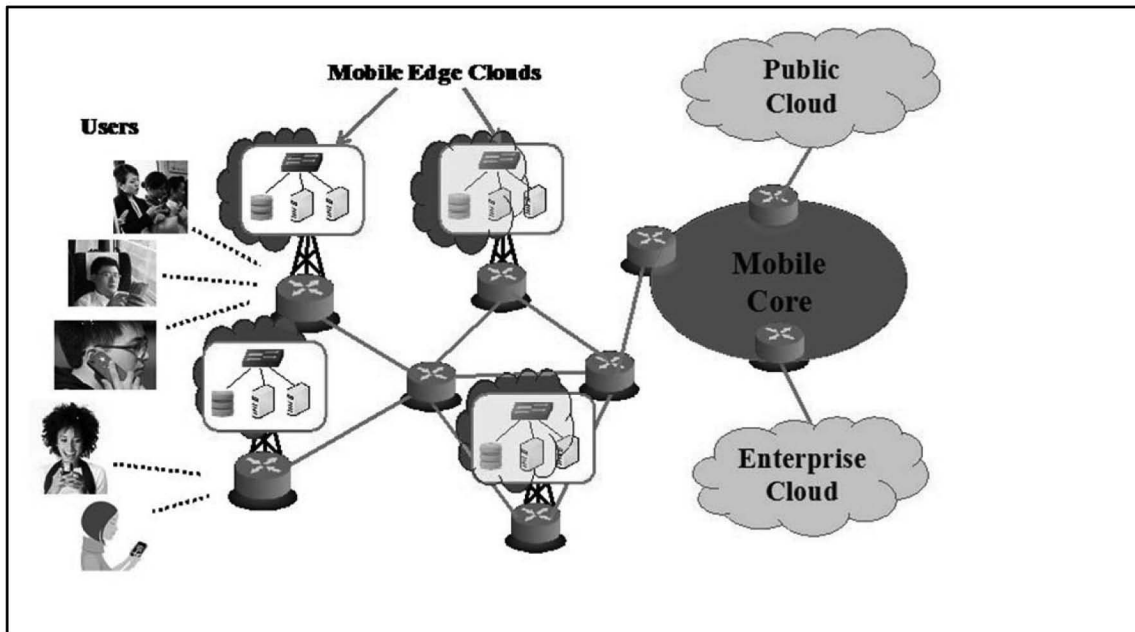 Mobile Edge Clouds
Users
Public
Cloud
Mobile
Core
Enterprise
Cloud